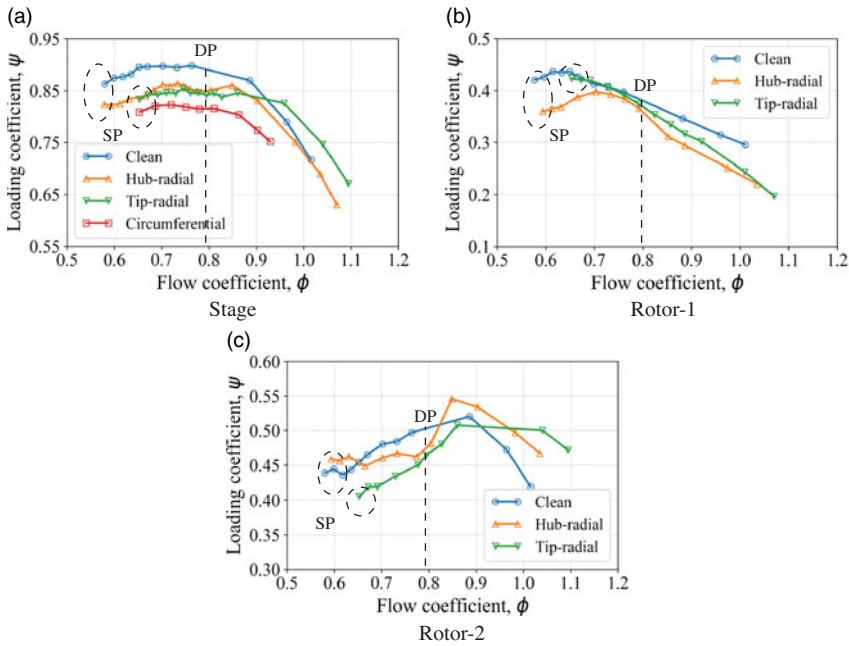 (a)
Loading coefficient, ψ
0.95
0.85
0.75
0.65
0.55
DP
SP
Clean
Hub-radial
Tip-radial
Circumferential
0.5 0.6 0.7 0.8 0.9 1.0 1.1 1.2
Flow coefficient, ϕ
Stage
(b)
Loading coefficient, ψ
0.5
0.4
0.3
0.2
0.1
DP
SP
Clean
Hub-radial
Tip-radial
0.5 0.6 0.7 0.8 0.9 1.0 1.1 1.2
Flow coefficient, ϕ
Rotor-1
(c)
Loading coefficient, ψ
0.60
0.55
0.50
0.45
0.40
0.35
0.30
DP
SP
Clean
Hub-radial
Tip-radial
0.5 0.6 0.7 0.8 0.9 1.0 1.1 1.2
Flow coefficient, ϕ
Rotor-2